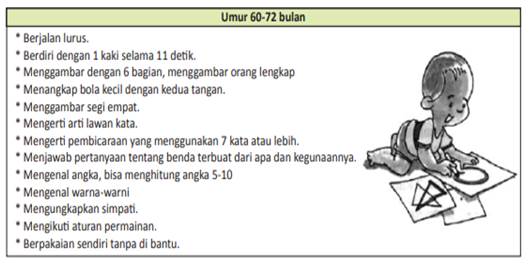 Umur 60-72 bulan
* Berjalan lurus.
* Berdiri dengan 1 kaki selama 11 detik.
* Menggambar dengan 6 bagian, menggambar orang lengkap
* Menangkap bola kecil dengan kedua tangan.
* Menggambar segi empat.
* Mengerti arti lawan kata.
* Mengerti pembicaraan yang menggunakan 7 kata atau lebih.
* Menjawab pertanyaan tentang benda terbuat dari apa dan kegunaannya.
* Mengenal angka, bisa menghitung angka 5-10
* Mengenal warna-warni
* Mengungkapkan simpati.
* Mengikuti aturan permainan.
* Berpakaian sendiri tanpa di bantu.